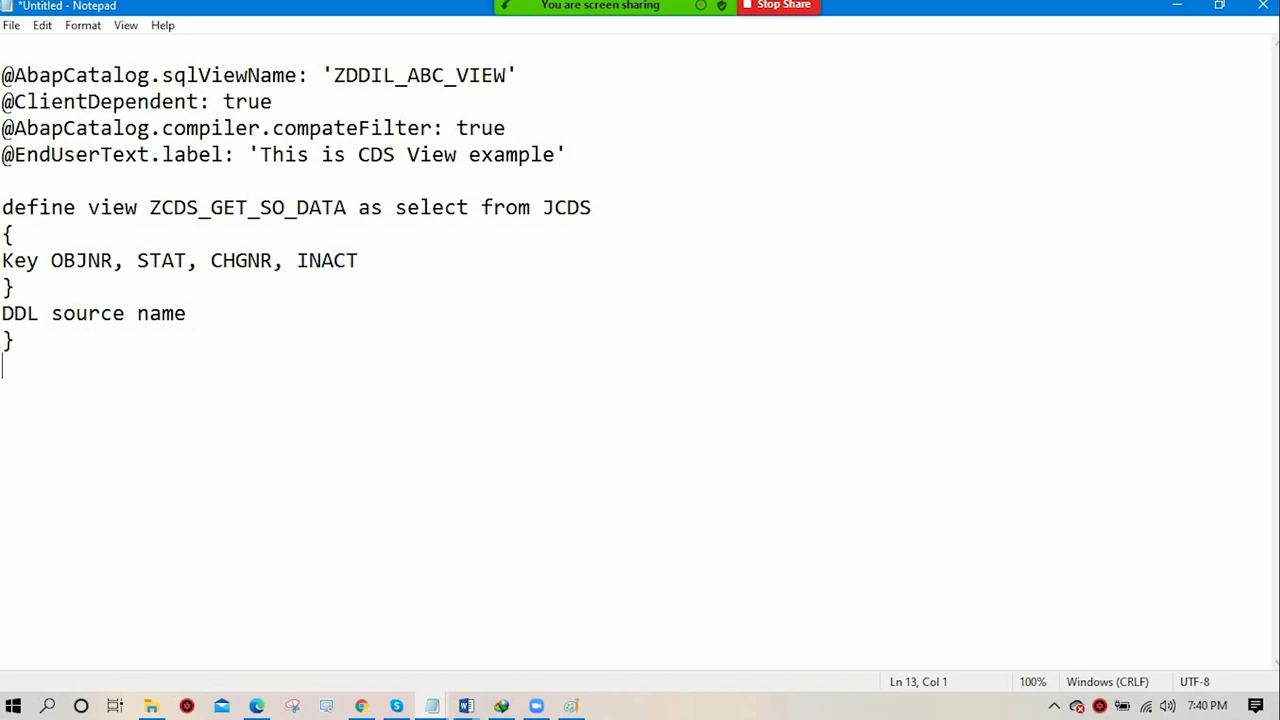 *Untitled - Notepad
You are screen sharing
Stop Share
File Edit Format View Help
@AbapCatalog.sqlViewName: 'ZDDIL_ABC_VIEW'
@ClientDependent: true
@AbapCatalog.compiler.compateFilter: true
@EndUserText.label: 'This is CDS View example'
define view ZCDS_GET_SO_DATA as select from JCDS
{
Key OBJNR, STAT, CHGNR, INACT
}
DDL source name
}
Ln 13, Col 1 100% Windows (CRLF) UTF-8
7:40 PM